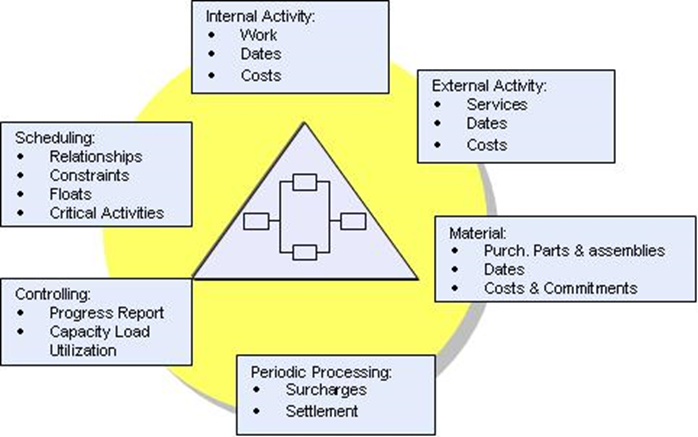 Internal Activity:
• Work
• Dates
• Costs
External Activity:
• Services
• Dates
• Costs
Scheduling:
• Relationships
• Constraints
• Floats
• Critical Activities
Material:
• Purch. Parts & assemblies
• Dates
• Costs & Commitments
Controlling:
• Progress Report
• Capacity Load
Utilization
Periodic Processing:
• Surcharges
• Settlement